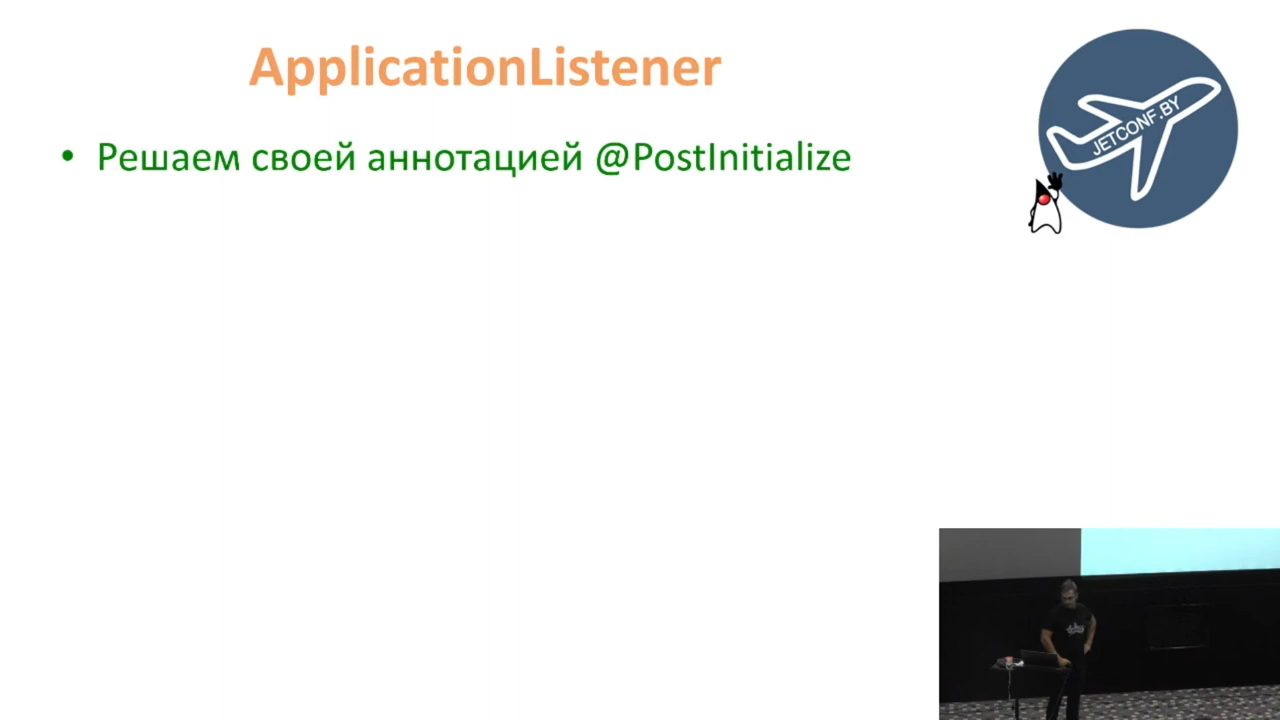 ApplicationListener
• Решаем своей аннотацией @PostInitialize
JETCONF.BY